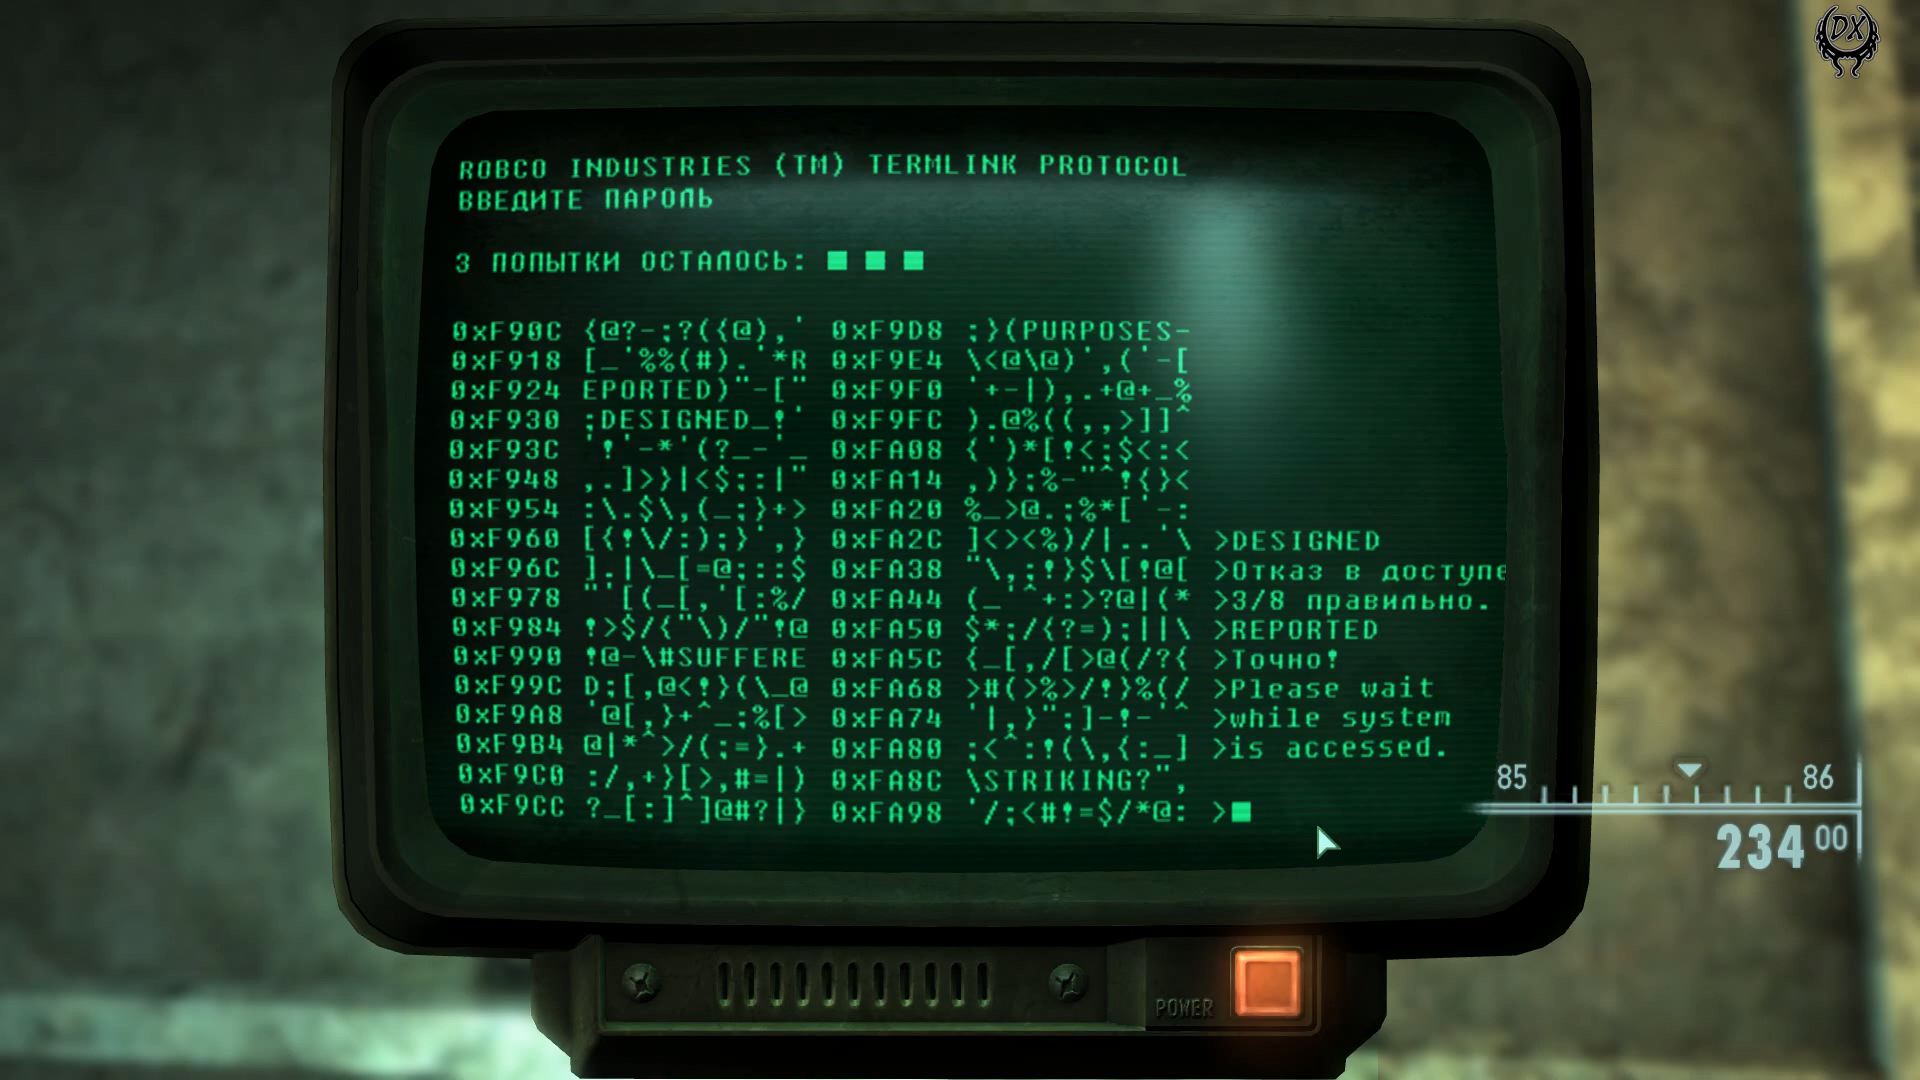 ROBCO INDUSTRIES (TM) TERMLINK PROTOCOL
ВВЕДИТЕ ПАРОЛЬ
3 ПОПЫТКИ ОСТАЛОСЬ: ■ ■ ■
0xF90C {@?-;?({@),' 0xF9D8 ;}(PURPOSES-
0xF918 [_'%%(#).'*R 0xF9E4 \<@\@)',('-[
0xF924 EPORTED)"-[" 0xF9F0 '+-|),.+@+_%
0xF930 ;DESIGNED_!' 0xF9FC ).@%((,,>]]^
0xF93C '!'-*'(?_-'_ 0xFA08 {')*[!<;$<:<
0xF948 ,.]>}|<$;:|" 0xFA14 ,)};%-"^!{}<
0xF954 :\.$\,(_;}+> 0xFA20 %_>@.;%*['-:
0xF960 [{!\/:);}',} 0xFA2C ]<><%)/|..'\ >DESIGNED
0xF96C ].|\_[=@;::$ 0xFA38 "\,;!}$\[!@[ >Отказ в доступе
0xF978 "'[(_[,'[:%/ 0xFA44 (_'^+:>?@|(* >3/8 правильно.
0xF984 !>$/{"\)/"!@ 0xFA50 $*;/{?=);||\ >REPORTED
0xF990 !@-\#SUFFERE 0xFA5C {_[,/[>@(/?{ >Точно!
0xF99C D;[,@<!}(\_@ 0xFA68 >#(>%>/!}%(/ >Please wait
0xF9A8 '@[,}+^_;%[> 0xFA74 '|,}";]-!-'^ >while system
0xF9B4 @|*^>/(;=}.+ 0xFA80 ;<^:!(\,{:_] >is accessed.
0xF9C0 :/,+}[>,#=|) 0xFA8C \STRIKING?",
0xF9CC ?_[:]^]@#?|} 0xFA98 '/;<#!=$/*@: >■
85 86
234 00
POWER
DX